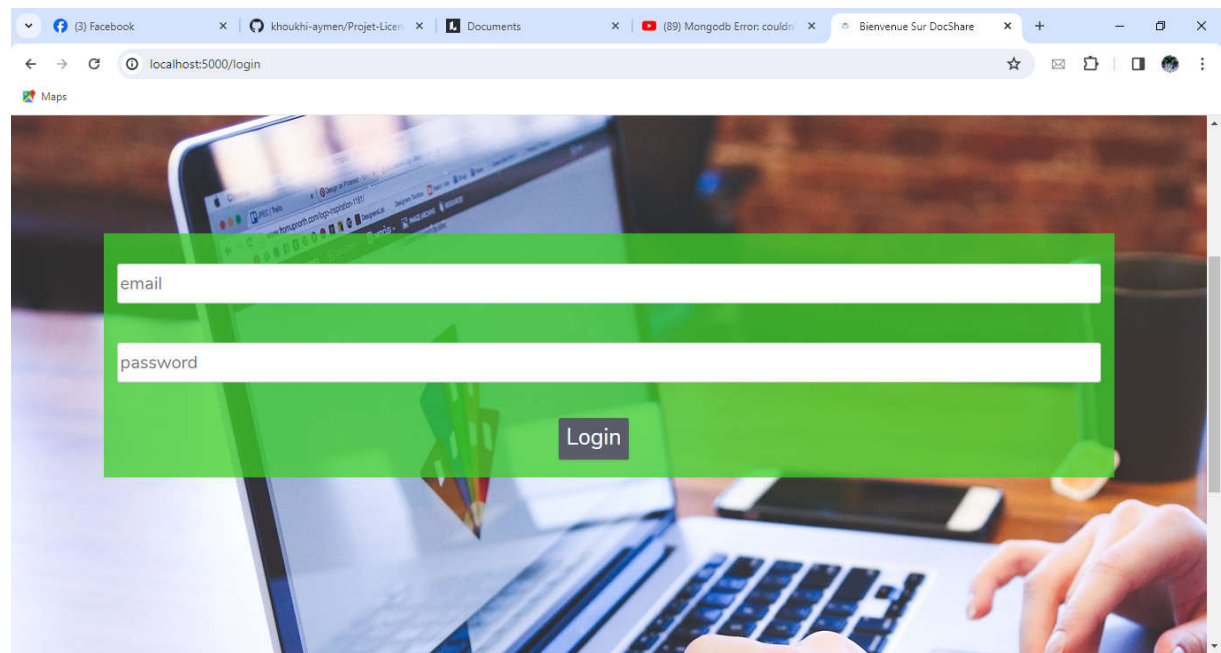 (3) Facebook
khoukhi-aymen/Projet-Licen
Documents
(89) Mongodb Error: couldn'
Bienvenue Sur DocShare
localhost:5000/login
Maps
email
password
Login